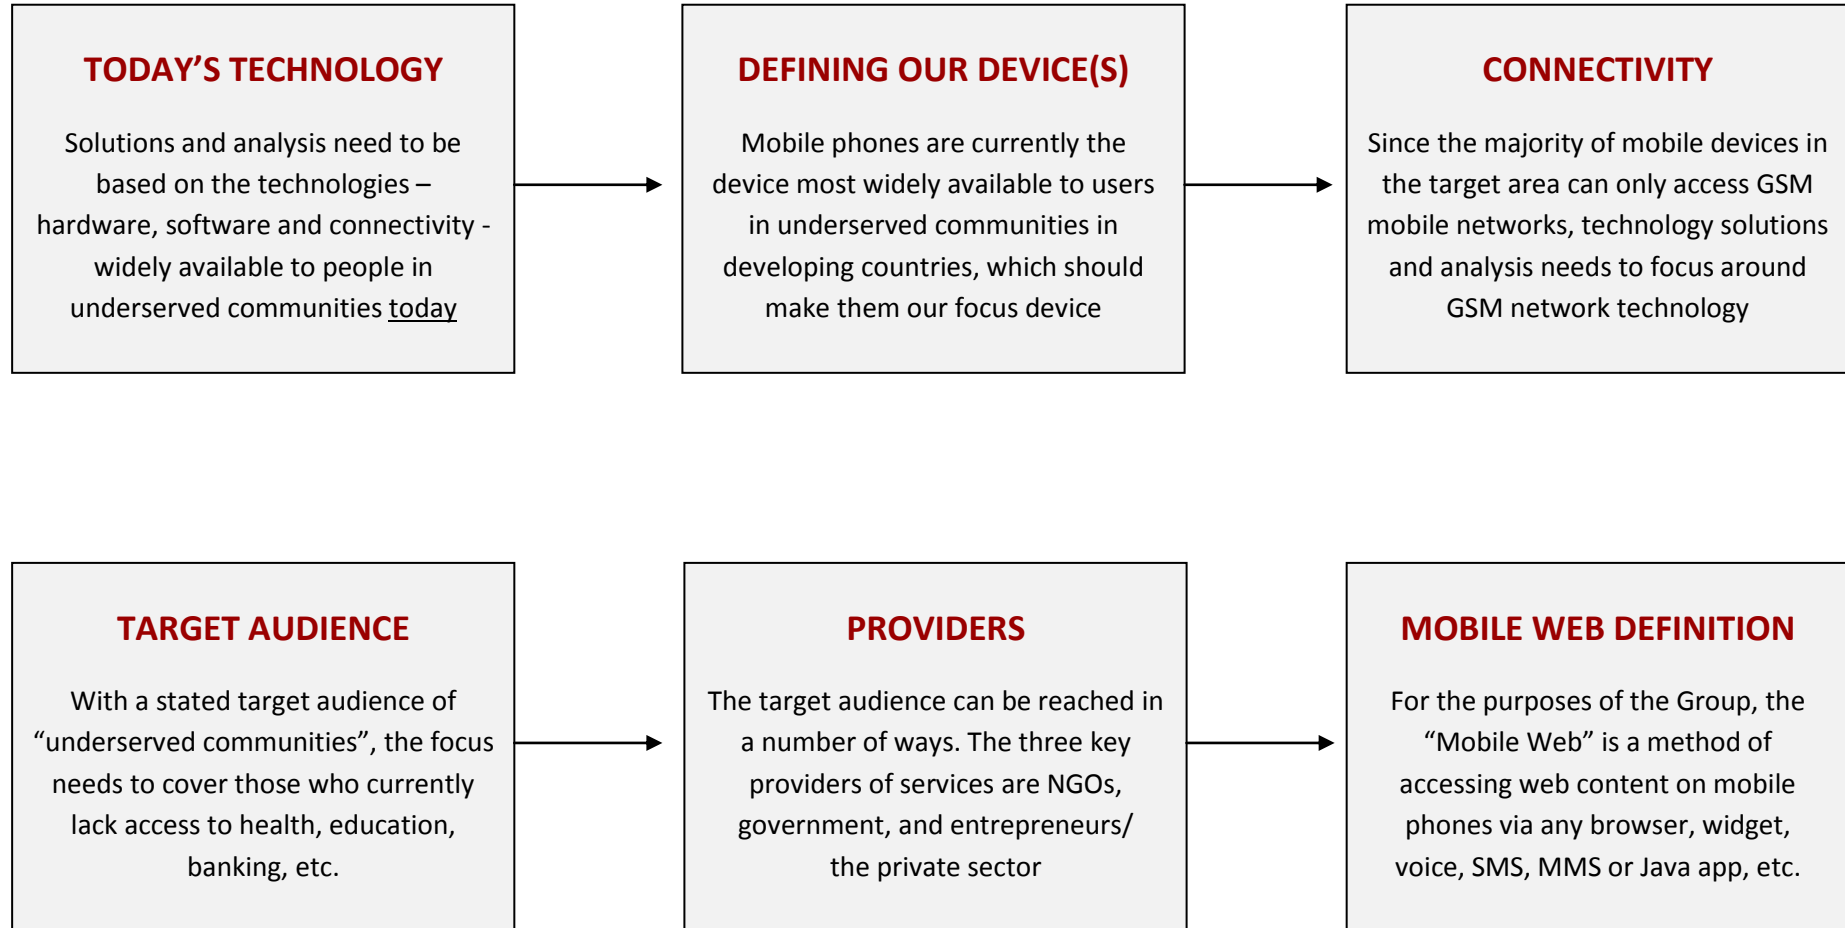 TODAY’S TECHNOLOGY
Solutions and analysis need to be
based on the technologies –
hardware, software and connectivity -
widely available to people in
underserved communities today
DEFINING OUR DEVICE(S)
Mobile phones are currently the
device most widely available to users
in underserved communities in
developing countries, which should
make them our focus device
CONNECTIVITY
Since the majority of mobile devices in
the target area can only access GSM
mobile networks, technology solutions
and analysis needs to focus around
GSM network technology
TARGET AUDIENCE
With a stated target audience of
“underserved communities”, the focus
needs to cover those who currently
lack access to health, education,
banking, etc.
PROVIDERS
The target audience can be reached in
a number of ways. The three key
providers of services are NGOs,
government, and entrepreneurs/
the private sector
MOBILE WEB DEFINITION
For the purposes of the Group, the
“Mobile Web” is a method of
accessing web content on mobile
phones via any browser, widget,
voice, SMS, MMS or Java app, etc.